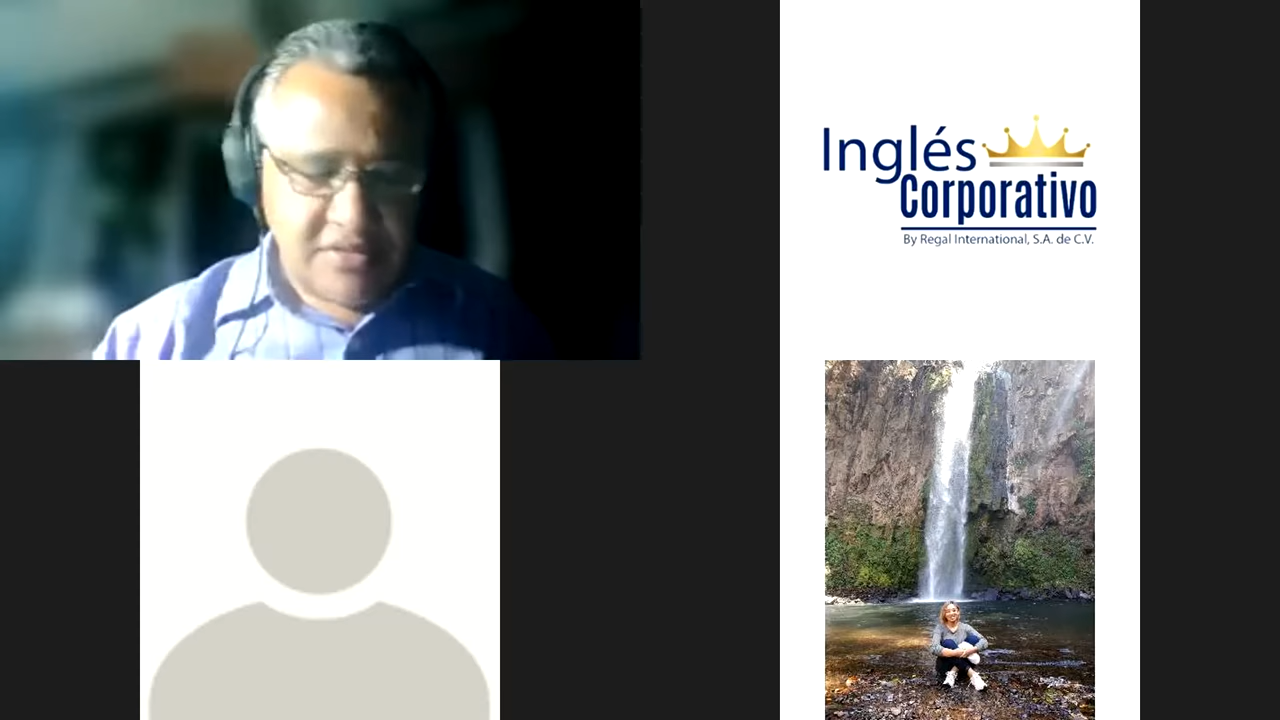 Inglés
Corporativo
By Regal International, S.A. de C.V.